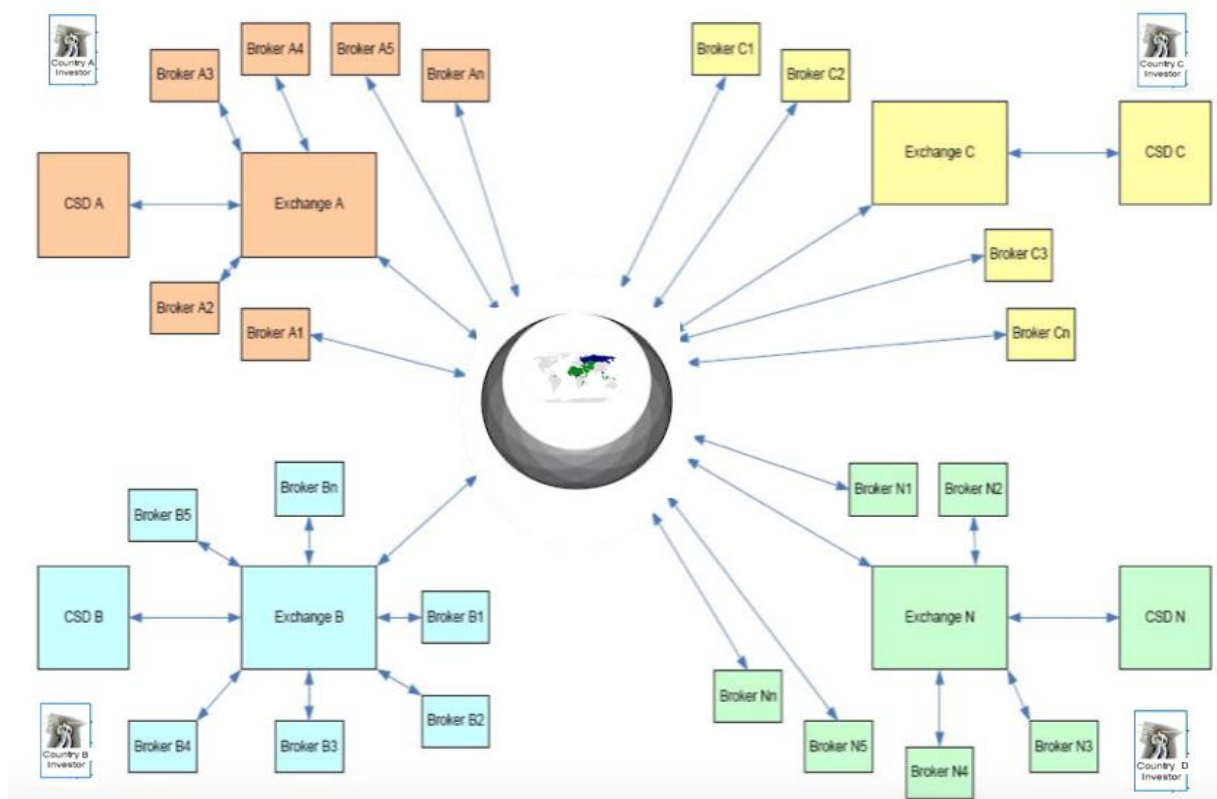 Country A
Investor
Broker A3
Broker A4
Broker A5
Broker An
CSD A
Exchange A
Broker A2
Broker A1
Broker C1
Broker C2
Country C
Investor
Exchange C
CSD C
Broker C3
Broker Cn
Broker Bn
Broker B5
CSD B
Exchange B
Broker B1
Broker B2
Broker B4
Broker B3
Country B
Investor
Broker N1
Broker N2
Exchange N
CSD N
Broker Nn
Broker N5
Broker N4
Broker N3
Country D
Investor